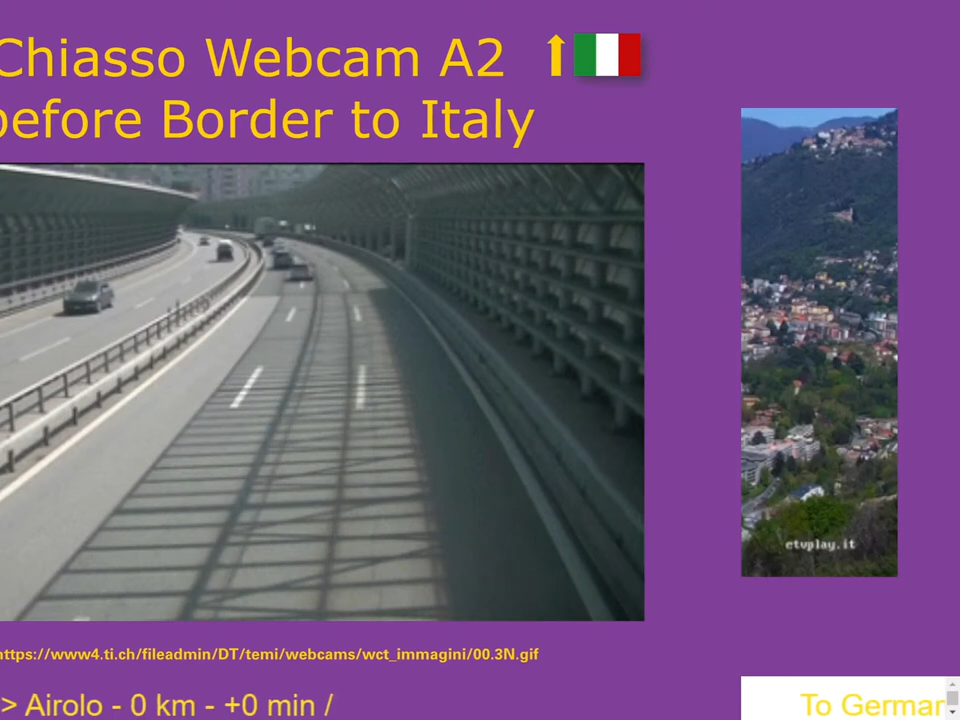 Chiasso Webcam A2
before Border to Italy
etvplay.it
https://www4.ti.ch/fileadmin/DT/temi/webcams/wct_immagini/00.3N.gif
> Airolo - 0 km - +0 min /
To German